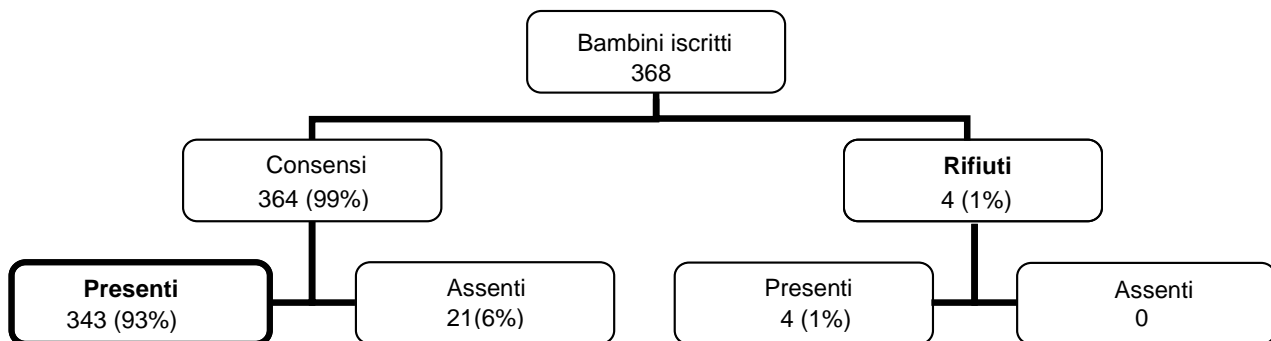 Bambini iscritti
368
Consensi
364 (99%)
Rifiuti
4 (1%)
Presenti
343 (93%)
Assenti
21(6%)
Presenti
4 (1%)
Assenti
0